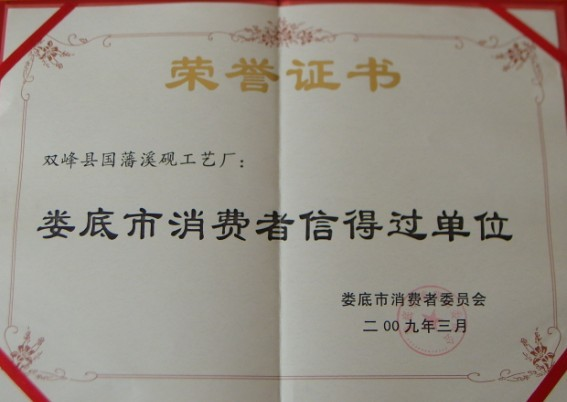 荣誉证书
双峰县国藩溪砚工艺厂：
娄底市消费者信得过单位
娄底市消费者委员会
二00九年三月